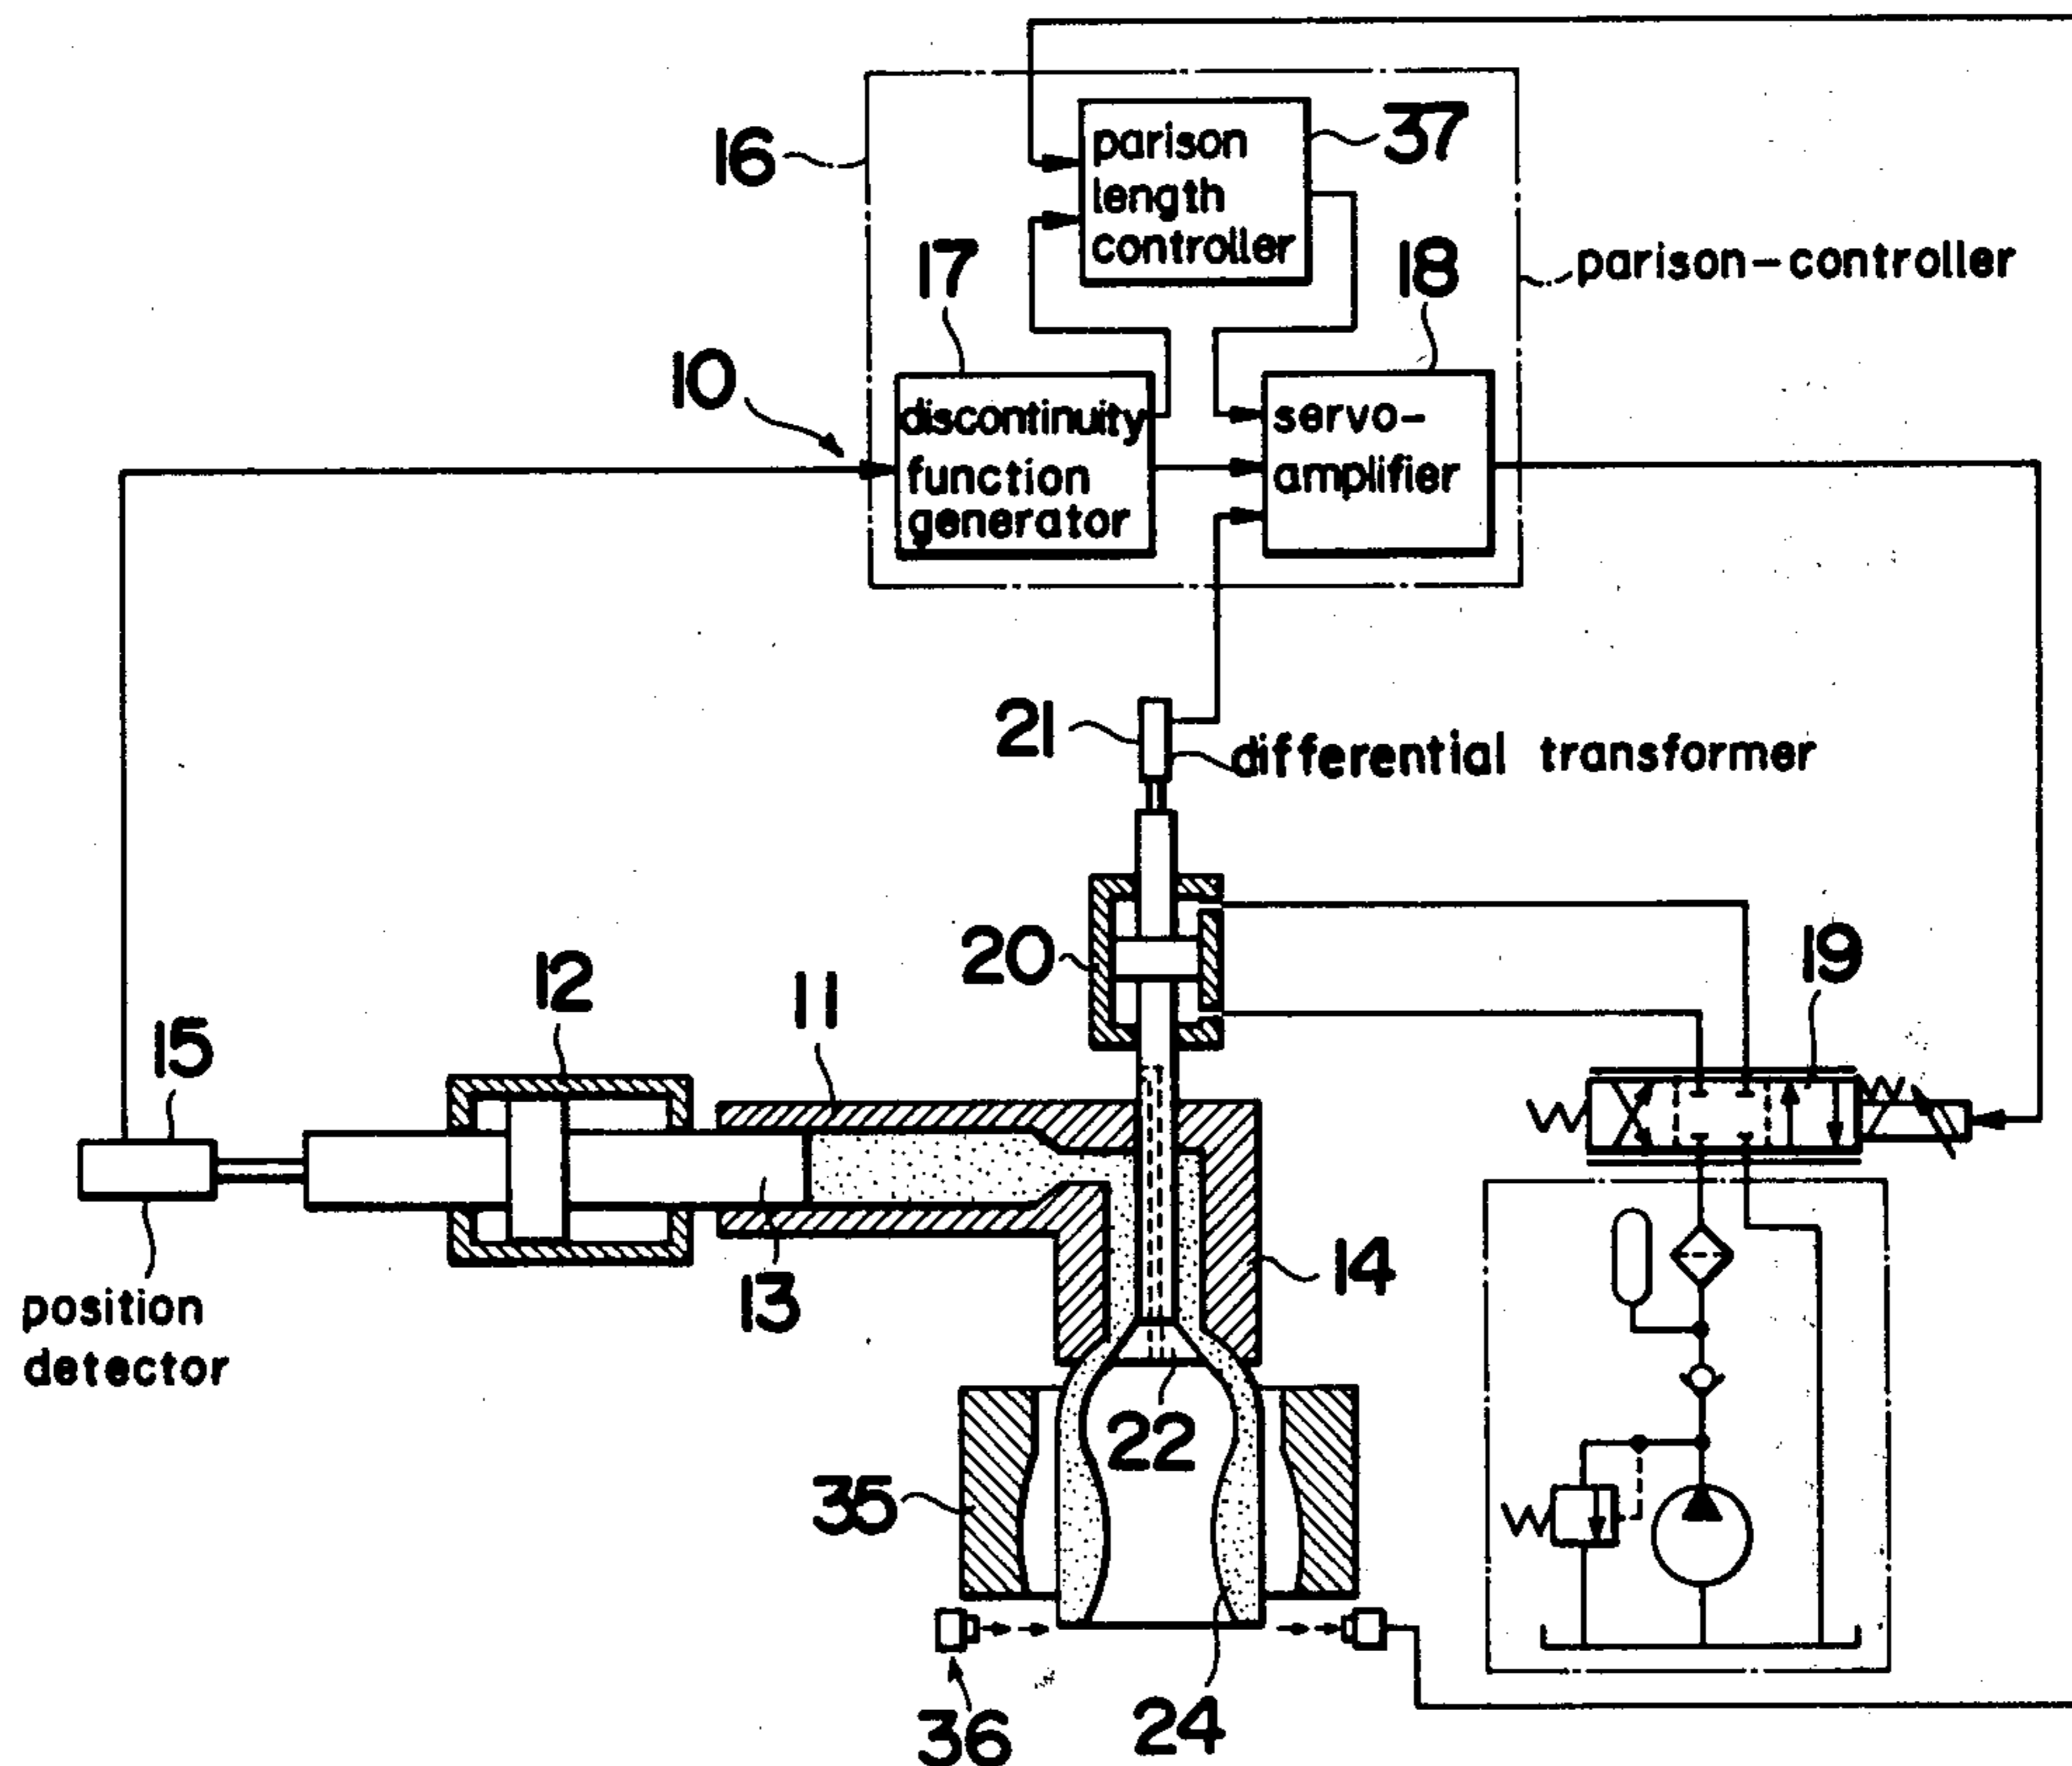 16
parison
length
controller
37
17
18
parison-controller
10
discontinuity
function
generator
servo-
amplifier
21
differential transformer
20
19
12
11
15
13
14
position
detector
22
35
36
24